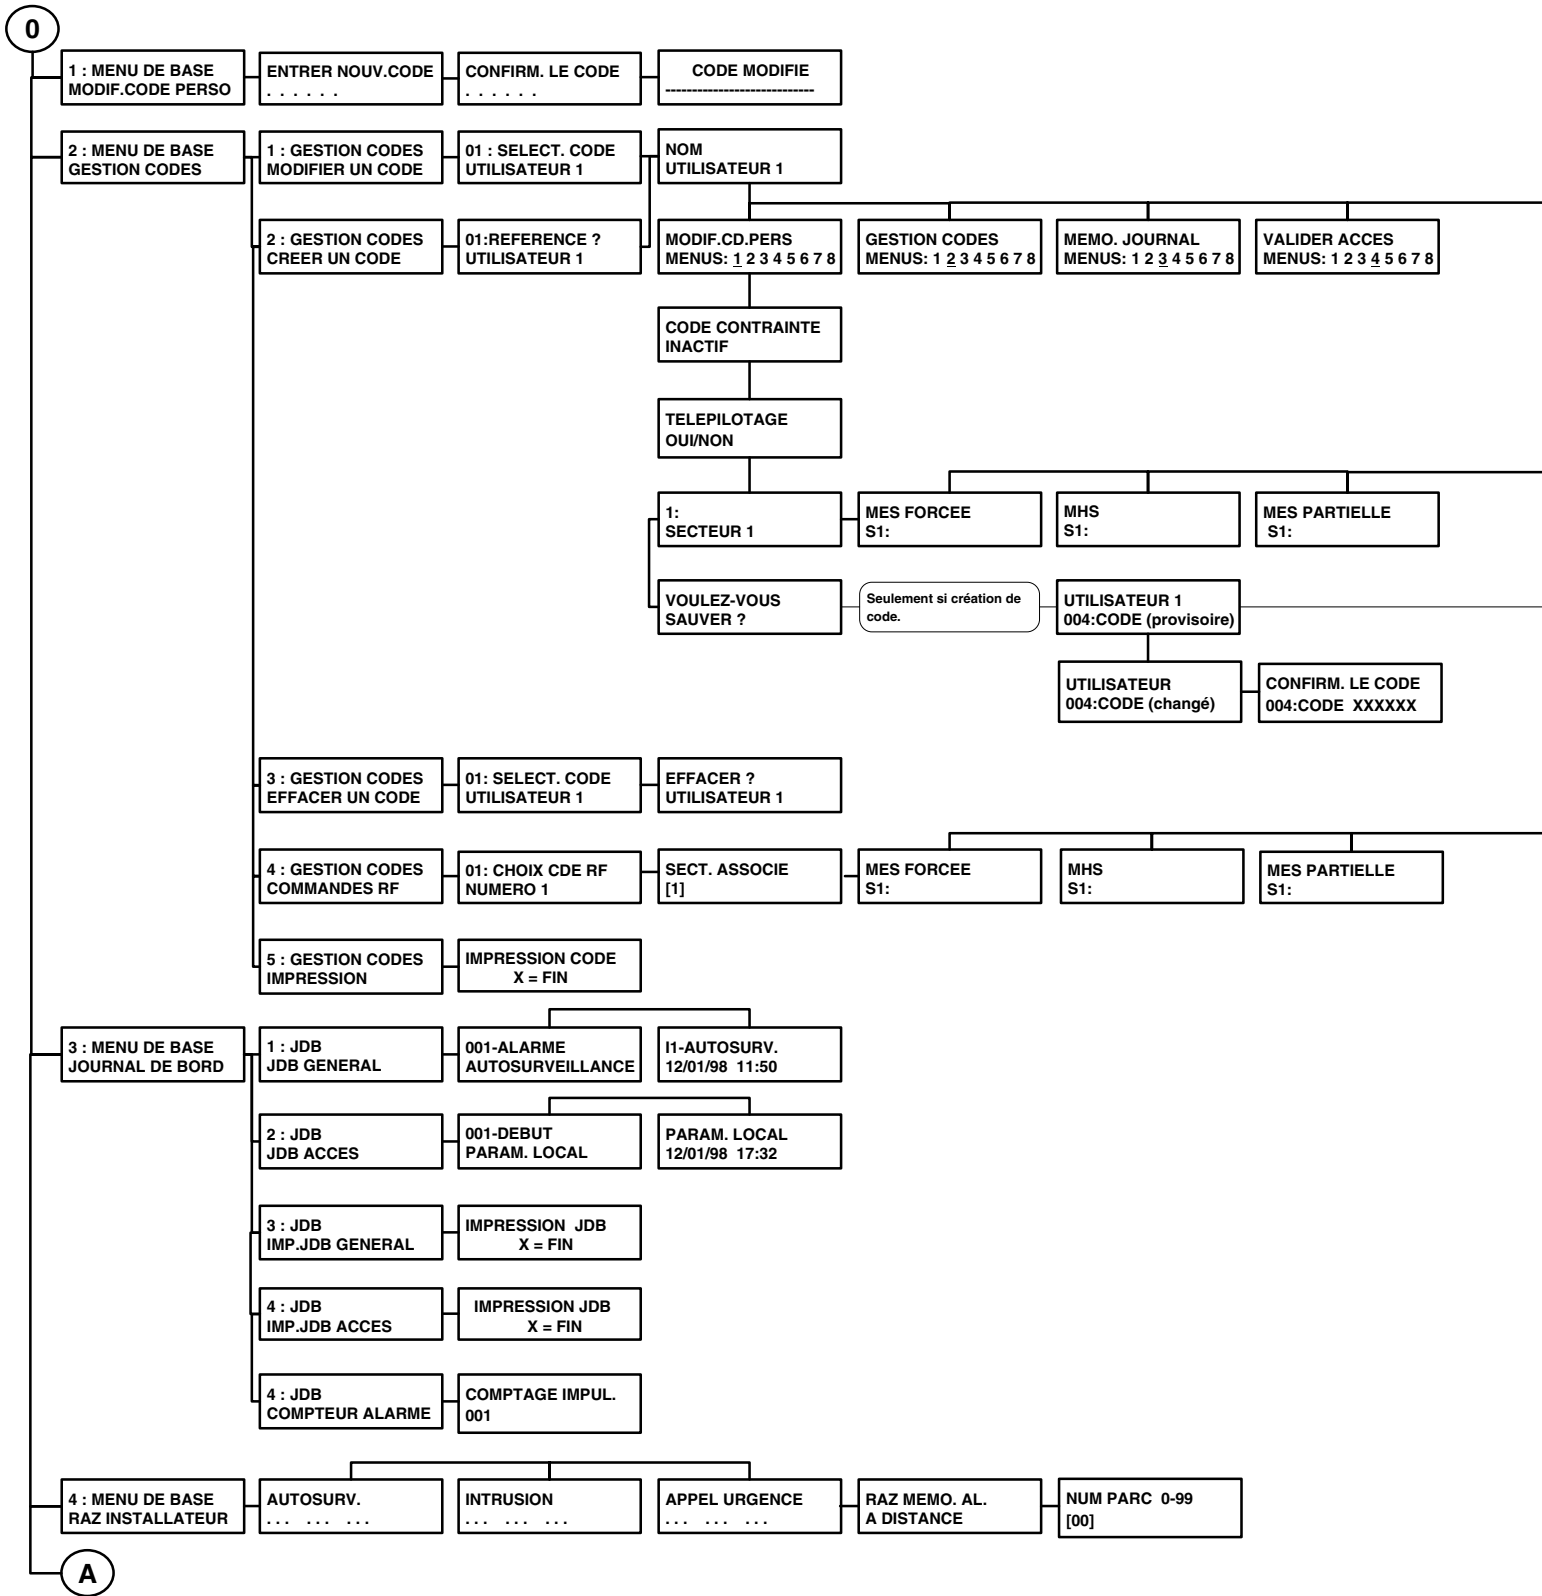 0
1 : MENU DE BASE
MODIF.CODE PERSO
ENTRER NOUV.CODE
. . . . . .
CONFIRM. LE CODE
. . . . . .
CODE MODIFIE
----------------------------
2 : MENU DE BASE
GESTION CODES
1 : GESTION CODES
MODIFIER UN CODE
01 : SELECT. CODE
UTILISATEUR 1
NOM
UTILISATEUR 1
2 : GESTION CODES
CREER UN CODE
01:REFERENCE ?
UTILISATEUR 1
MODIF.CD.PERS
MENUS: 1 2 3 4 5 6 7 8
GESTION CODES
MENUS: 1 2 3 4 5 6 7 8
MEMO. JOURNAL
MENUS: 1 2 3 4 5 6 7 8
VALIDER ACCES
MENUS: 1 2 3 4 5 6 7 8
CODE CONTRAINTE
INACTIF
TELEPILOTAGE
OUI/NON
1:
SECTEUR 1
MES FORCEE
S1:
MHS
S1:
MES PARTIELLE
S1:
VOULEZ-VOUS
SAUVER ?
Seulement si création de
code.
UTILISATEUR 1
004:CODE (provisoire)
UTILISATEUR
004:CODE (changé)
CONFIRM. LE CODE
004:CODE XXXXXX
3 : GESTION CODES
EFFACER UN CODE
01: SELECT. CODE
UTILISATEUR 1
EFFACER ?
UTILISATEUR 1
4 : GESTION CODES
COMMANDES RF
01: CHOIX CDE RF
NUMERO 1
SECT. ASSOCIE
[1]
MES FORCEE
S1:
MHS
S1:
MES PARTIELLE
S1:
5 : GESTION CODES
IMPRESSION
IMPRESSION CODE
X = FIN
3 : MENU DE BASE
JOURNAL DE BORD
1 : JDB
JDB GENERAL
001-ALARME
AUTOSURVEILLANCE
I1-AUTOSURV.
12/01/98 11:50
2 : JDB
JDB ACCES
001-DEBUT
PARAM. LOCAL
PARAM. LOCAL
12/01/98 17:32
3 : JDB
IMP.JDB GENERAL
IMPRESSION JDB
X = FIN
4 : JDB
IMP.JDB ACCES
IMPRESSION JDB
X = FIN
4 : JDB
COMPTEUR ALARME
COMPTAGE IMPUL.
001
4 : MENU DE BASE
RAZ INSTALLATEUR
AUTOSURV.
. . . . . . . . .
INTRUSION
. . . . . . . . .
APPEL URGENCE
. . . . . . . . .
RAZ MEMO. AL.
A DISTANCE
NUM PARC 0-99
[00]
A